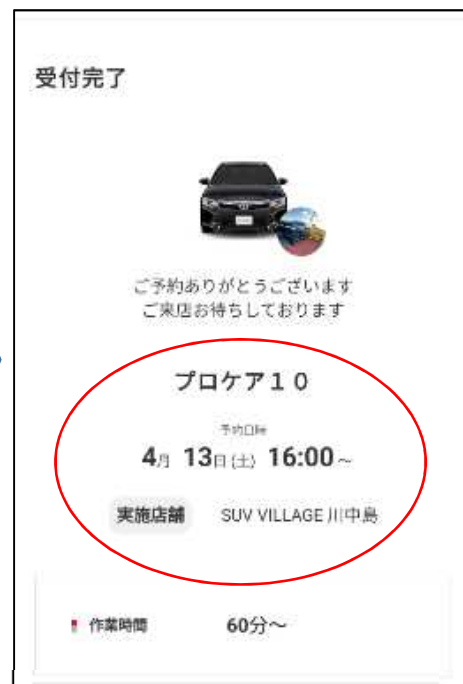 受付完了
ご予約ありがとうございます
ご来店お待ちしております
プロケア１０
予約日時
4月 13日(土) 16:00～
実施店舗 SUV VILLAGE 川中島
作業時間 60分～